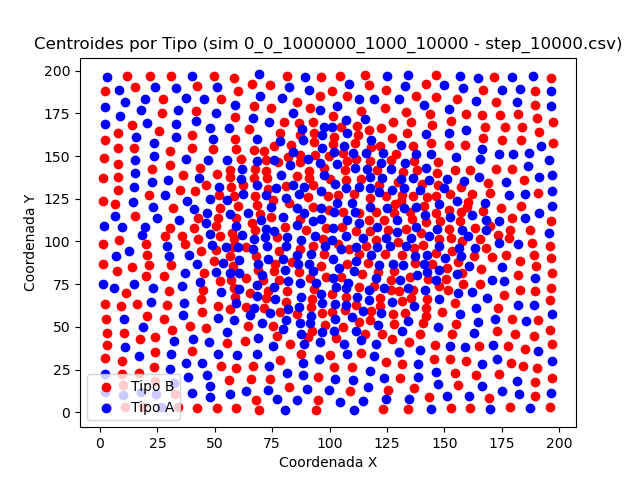 Centroides por Tipo (sim 0_0_1000000_1000_10000 - step_10000.csv)
Coordenada Y
200
175
150
125
100
75
50
25
0
Tipo B
Tipo A
0 25 50 75 100 125 150 175 200
Coordenada X